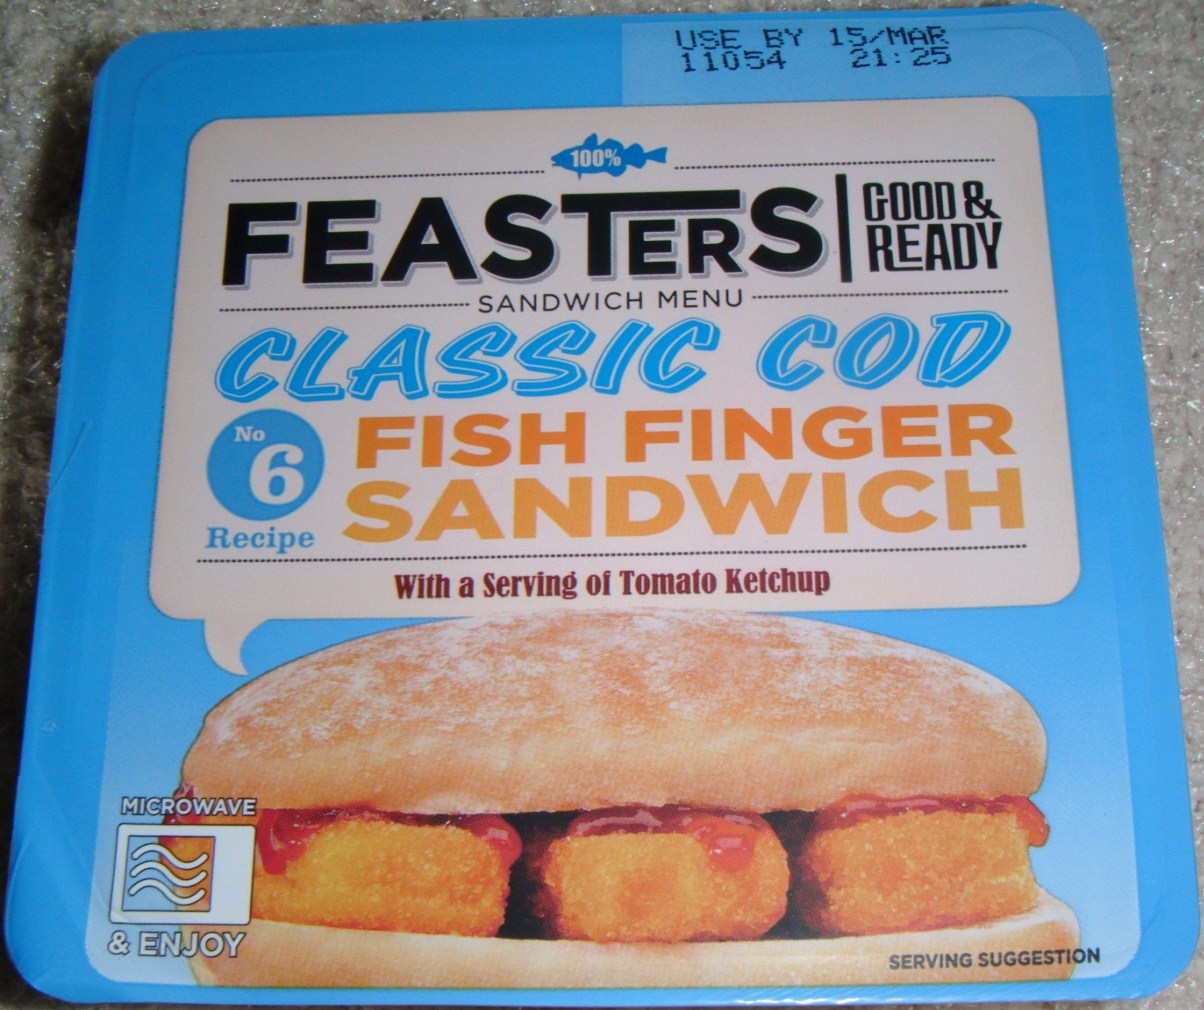 USE BY 15/MAR
11054 21:25
100%
FEASTERS GOOD & READY
SANDWICH MENU
CLASSIC COD
No 6 Recipe
FISH FINGER
SANDWICH
With a Serving of Tomato Ketchup
MICROWAVE
& ENJOY
SERVING SUGGESTION